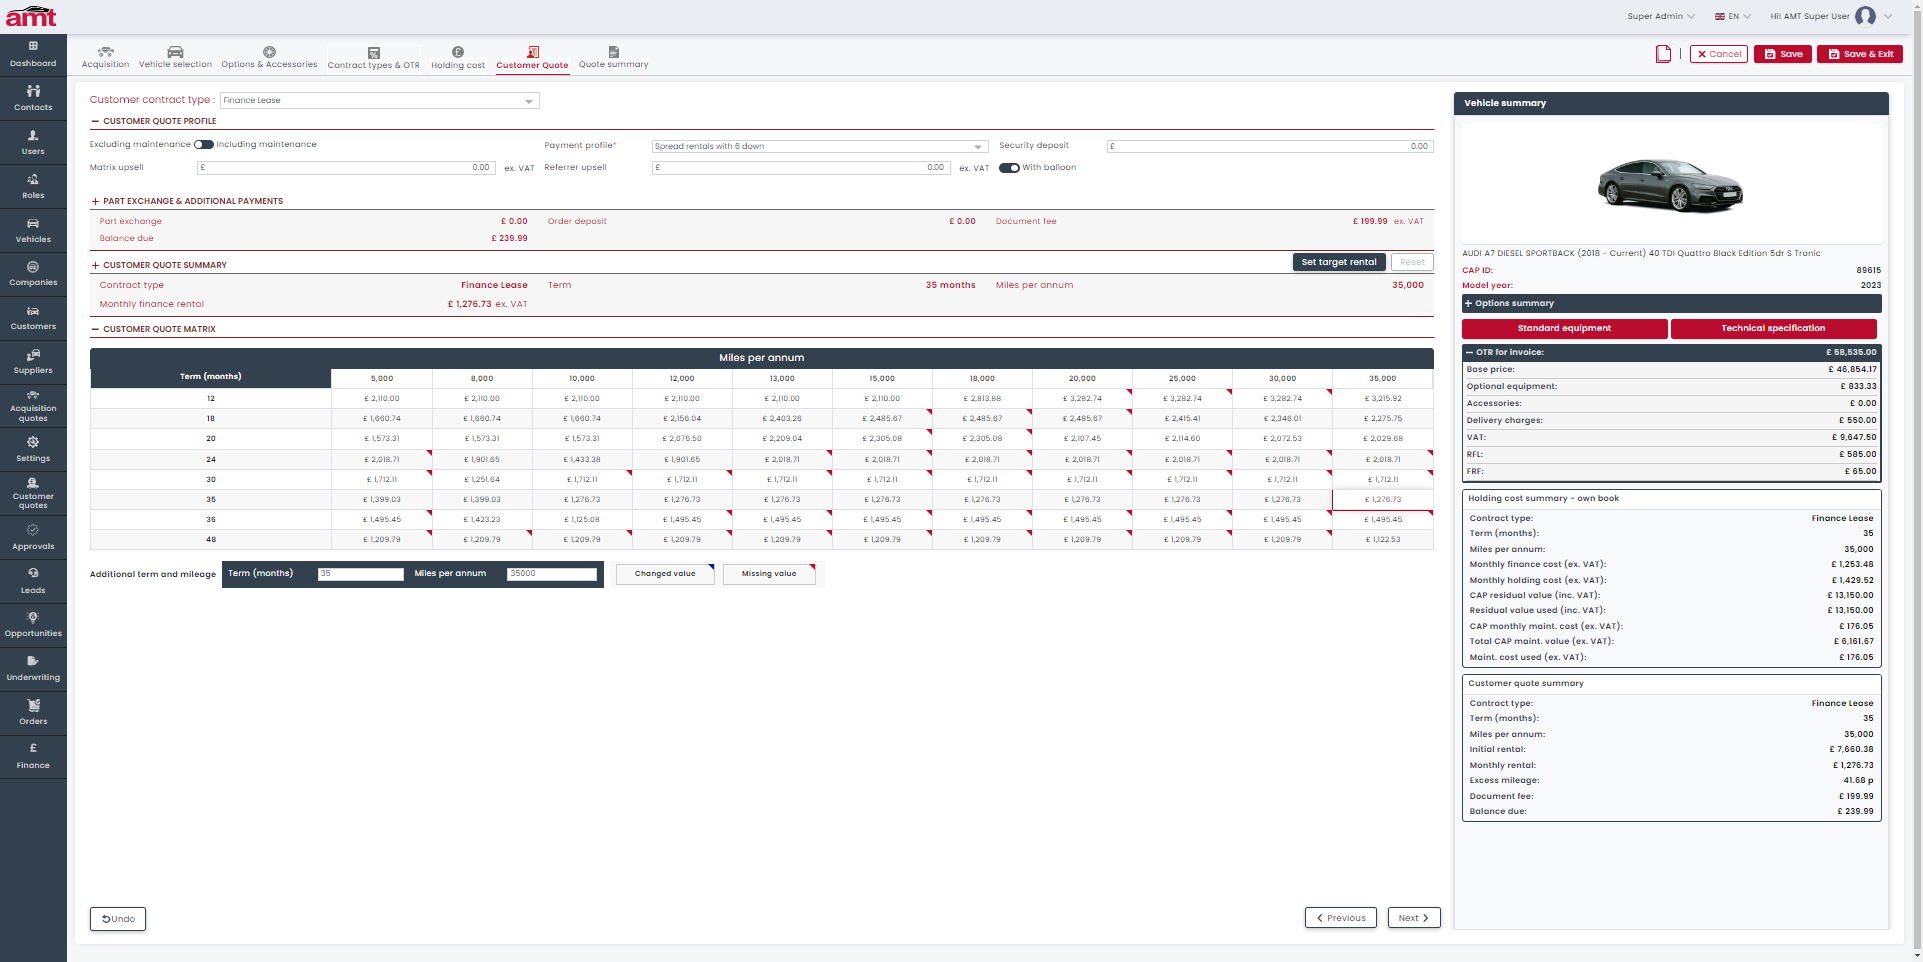 amt
Super Admin EN Hi! AMT Super User
Dashboard
Contacts
Users
Roles
Vehicles
Companies
Customers
Suppliers
Acquisition
quotes
Settings
Customer
quotes
Approvals
Leads
Opportunities
Underwriting
Orders
Finance
Acquisition Vehicle selection Options & Accessories Contract types & OTR Holding cost Customer Quote Quote summary
Cancel Save Save & Exit
Customer contract type : Finance Lease
CUSTOMER QUOTE PROFILE
Excluding maintenance Including maintenance Payment profile* Spread rentals with 6 down Security deposit £ 0.00
Matrix upsell £ 0.00 ex. VAT Referrer upsell £ 0.00 ex. VAT With balloon
+ PART EXCHANGE & ADDITIONAL PAYMENTS
Part exchange £ 0.00 Order deposit £ 0.00 Document fee £ 199.99 ex. VAT
Balance due £ 239.99
+ CUSTOMER QUOTE SUMMARY Set target rental Reset
Contract type Finance Lease Term 35 months Miles per annum 35,000
Monthly finance rental £ 1,276.73 ex. VAT
CUSTOMER QUOTE MATRIX
Miles per annum
Term (months) 5,000 8,000 10,000 12,000 13,000 15,000 18,000 20,000 25,000 30,000 35,000
12 £ 2,110.00 £ 2,110.00 £ 2,110.00 £ 2,110.00 £ 2,110.00 £ 2,110.00 £ 2,813.88 £ 3,282.74 £ 3,282.74 £ 3,282.74 £ 3,215.92
18 £ 1,660.74 £ 1,660.74 £ 1,660.74 £ 2,156.04 £ 2,403.26 £ 2,485.67 £ 2,485.67 £ 2,485.67 £ 2,415.41 £ 2,346.01 £ 2,275.75
20 £ 1,573.31 £ 1,573.31 £ 1,573.31 £ 2,076.50 £ 2,209.04 £ 2,305.08 £ 2,305.08 £ 2,107.45 £ 2,114.60 £ 2,072.53 £ 2,029.68
24 £ 2,018.71 £ 1,901.65 £ 1,433.38 £ 1,901.65 £ 2,018.71 £ 2,018.71 £ 2,018.71 £ 2,018.71 £ 2,018.71 £ 2,018.71 £ 2,018.71
30 £ 1,712.11 £ 1,251.64 £ 1,712.11 £ 1,712.11 £ 1,712.11 £ 1,712.11 £ 1,712.11 £ 1,712.11 £ 1,712.11 £ 1,712.11 £ 1,712.11
35 £ 1,399.03 £ 1,399.03 £ 1,276.73 £ 1,276.73 £ 1,276.73 £ 1,276.73 £ 1,276.73 £ 1,276.73 £ 1,276.73 £ 1,276.73 £ 1,276.73
36 £ 1,495.45 £ 1,423.23 £ 1,125.08 £ 1,495.45 £ 1,495.45 £ 1,495.45 £ 1,495.45 £ 1,495.45 £ 1,495.45 £ 1,495.45 £ 1,495.45
48 £ 1,209.79 £ 1,209.79 £ 1,209.79 £ 1,209.79 £ 1,209.79 £ 1,209.79 £ 1,209.79 £ 1,209.79 £ 1,209.79 £ 1,209.79 £ 1,122.53
Additional term and mileage Term (months) 35 Miles per annum 35000 Changed value Missing value
Undo Previous Next
Vehicle summary
AUDI A7 DIESEL SPORTBACK (2018 - Current) 40 TDI Quattro Black Edition 5dr S Tronic
CAP ID: 89615
Model year: 2023
+ Options summary
Standard equipment Technical specification
OTR for invoice: £ 58,535.00
Base price: £ 46,854.17
Optional equipment: £ 833.33
Accessories: £ 0.00
Delivery charges: £ 550.00
VAT: £ 9,647.50
RFL: £ 585.00
FRF: £ 65.00
Holding cost summary - own book
Contract type: Finance Lease
Term (months): 35
Miles per annum: 35,000
Monthly finance cost (ex. VAT): £ 1,253.48
Monthly holding cost (ex. VAT): £ 1,429.52
CAP residual value (inc. VAT): £ 13,150.00
Residual value used (inc. VAT): £ 13,150.00
CAP monthly maint. cost (ex. VAT): £ 176.05
Total CAP maint. value (ex. VAT): £ 6,161.67
Maint. cost used (ex. VAT): £ 176.05
Customer quote summary
Contract type: Finance Lease
Term (months): 35
Miles per annum: 35,000
Initial rental: £ 7,660.38
Monthly rental: £ 1,276.73
Excess mileage: 41.68 p
Document fee: £ 199.99
Balance due: £ 239.99